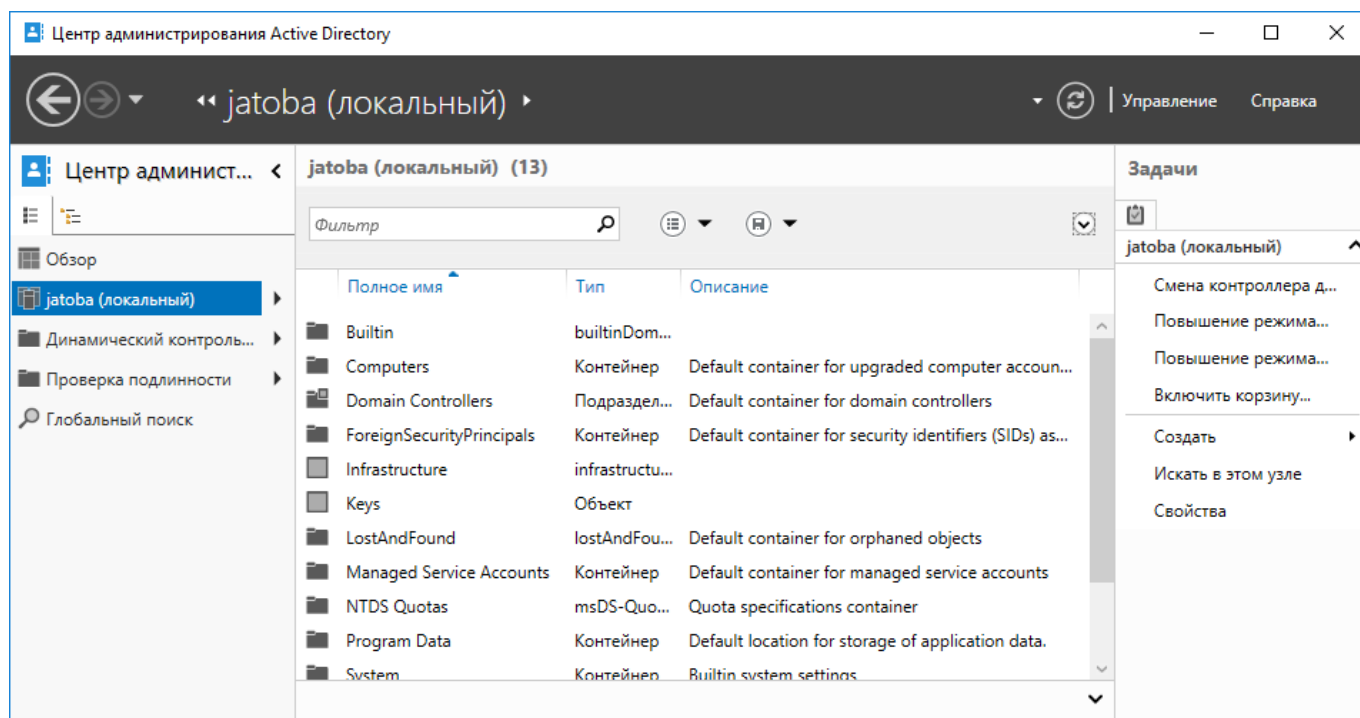 Центр администрирования Active Directory
jatoba (локальный)
Управление Справка
Центр админист...
Обзор
jatoba (локальный)
Динамический контроль...
Проверка подлинности
Глобальный поиск
jatoba (локальный) (13)
Фильтр
Полное имя Тип Описание
Builtin builtinDom...
Computers Контейнер Default container for upgraded computer accoun...
Domain Controllers Подраздел... Default container for domain controllers
ForeignSecurityPrincipals Контейнер Default container for security identifiers (SIDs) as...
Infrastructure infrastructu...
Keys Объект
LostAndFound lostAndFou... Default container for orphaned objects
Managed Service Accounts Контейнер Default container for managed service accounts
NTDS Quotas msDS-Quo... Quota specifications container
Program Data Контейнер Default location for storage of application data.
System Контейнер Builtin system settings
Задачи
jatoba (локальный)
Смена контроллера д...
Повышение режима...
Повышение режима...
Включить корзину...
Создать
Искать в этом узле
Свойства